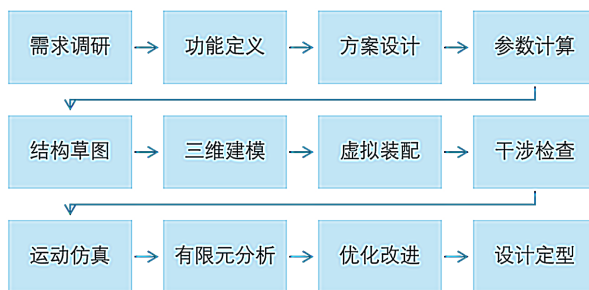 需求调研
功能定义
方案设计
参数计算
结构草图
三维建模
虚拟装配
干涉检查
运动仿真
有限元分析
优化改进
设计定型